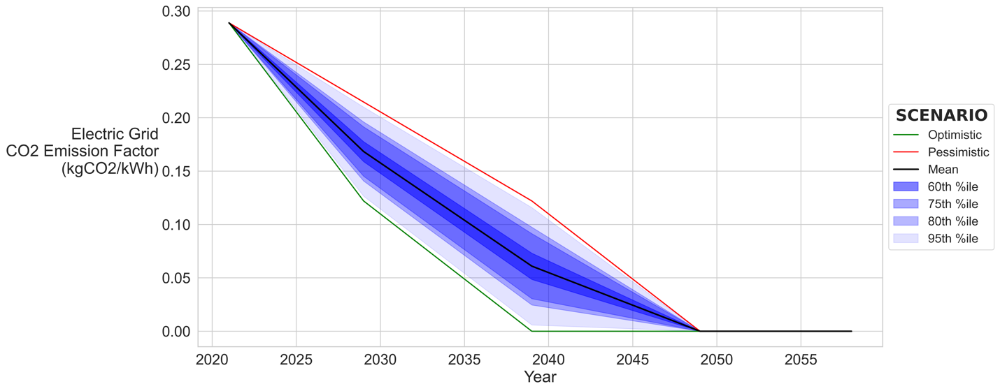 0.30
0.25
0.20
0.15
0.10
0.05
0.00
Electric Grid
CO2 Emission Factor
(kgCO2/kWh)
2020 2025 2030 2035 2040 2045 2050 2055
Year
SCENARIO
Optimistic
Pessimistic
Mean
60th %ile
75th %ile
80th %ile
95th %ile